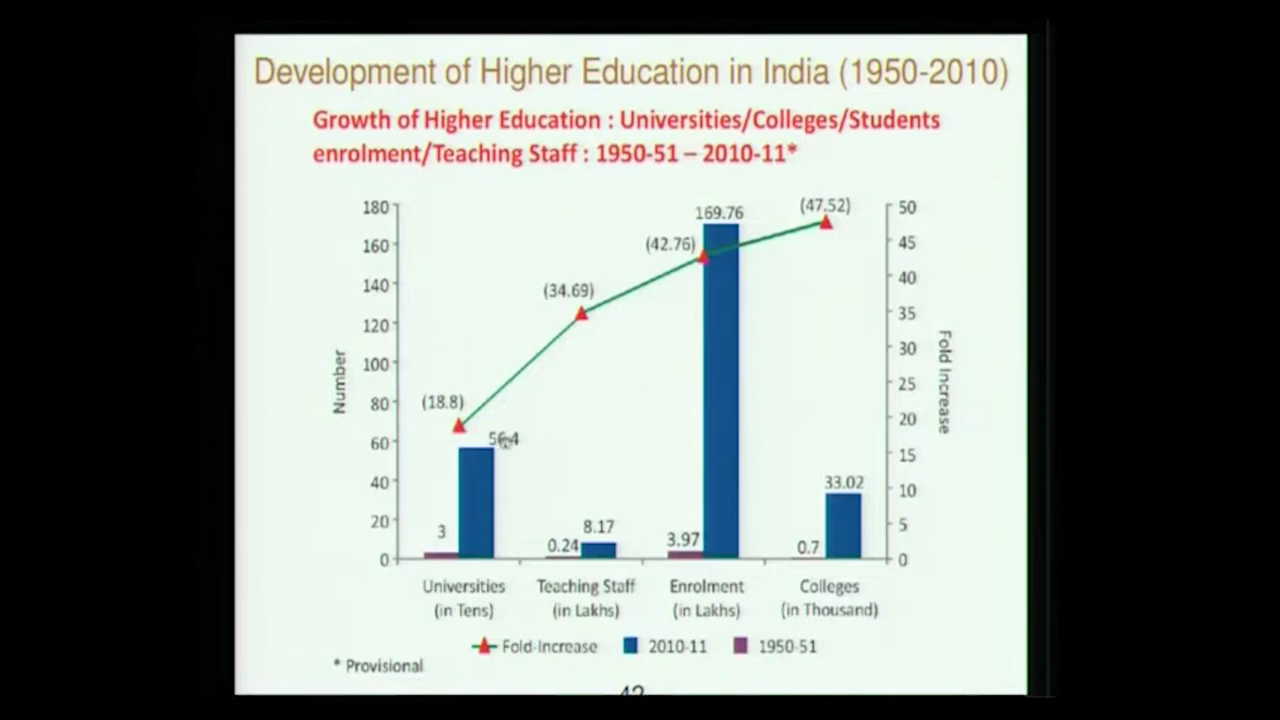 Development of Higher Education in India (1950-2010)
Growth of Higher Education : Universities/Colleges/Students
enrolment/Teaching Staff : 1950-51 – 2010-11*
180
160
140
120
100
80
60
40
20
0
Number
50
45
40
35
30
25
20
15
10
5
0
Fold Increase
(18.8)
(34.69)
(42.76)
(47.52)
3
56.4
0.24
8.17
3.97
169.76
0.7
33.02
Universities
(in Tens)
Teaching Staff
(in Lakhs)
Enrolment
(in Lakhs)
Colleges
(in Thousand)
Fold-Increase
2010-11
1950-51
* Provisional